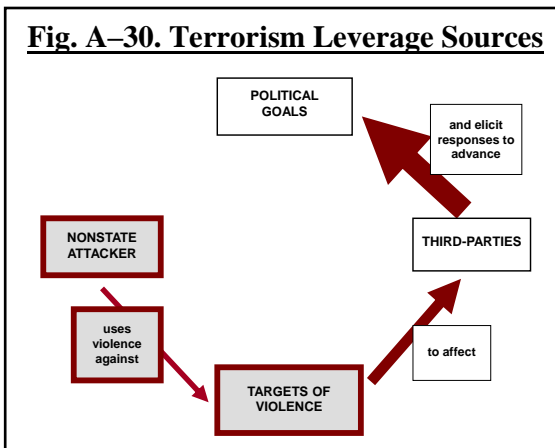 Fig. A–30. Terrorism Leverage Sources
POLITICAL
GOALS
and elicit
responses to
advance
NONSTATE
ATTACKER
THIRD-PARTIES
uses
violence
against
to affect
TARGETS OF
VIOLENCE